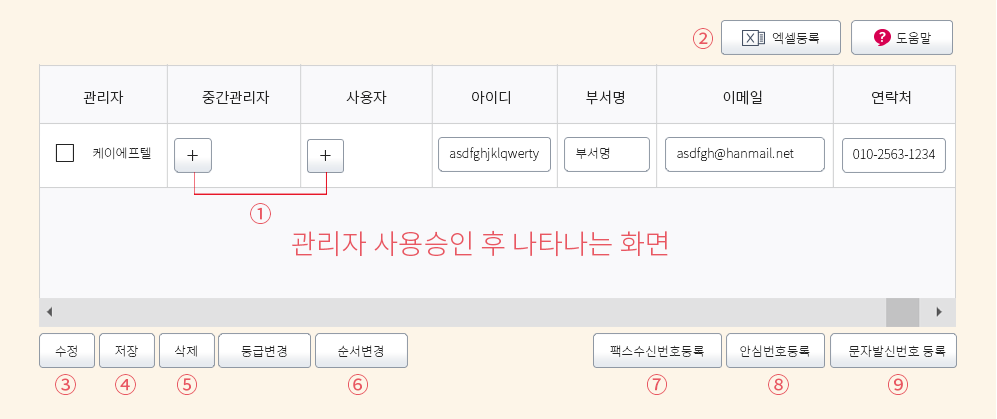 ② 엑셀등록 ? 도움말
관리자 중간관리자 사용자 아이디 부서명 이메일 연락처
케이에프텔 + + asdfghjklqwerty 부서명 asdfgh@hanmail.net 010-2563-1234
①
관리자 사용승인 후 나타나는 화면
수정 저장 삭제 등급변경 순서변경 팩스수신번호등록 안심번호등록 문자발신번호 등록
③ ④ ⑤ ⑥ ⑦ ⑧ ⑨